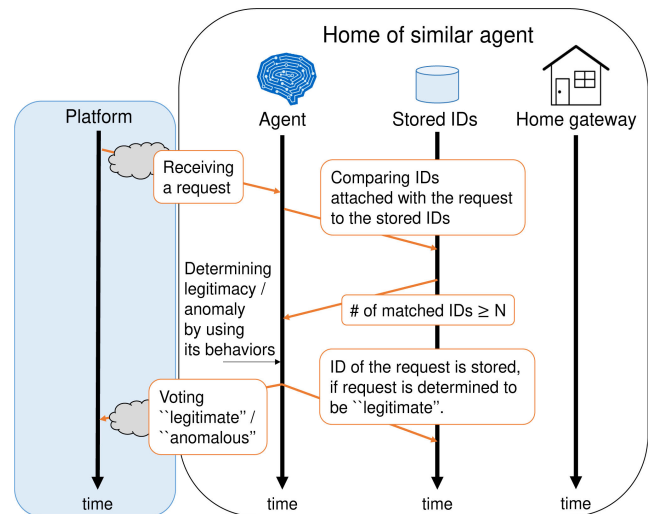 Home of similar agent
Platform
Agent
Stored IDs
Home gateway
Receiving
a request
Comparing IDs
attached with the request
to the stored IDs
Determining
legitimacy /
anomaly
by using
its behaviors
# of matched IDs ≥ N
ID of the request is stored,
if request is determined to
be ``legitimate".
Voting
``legitimate" /
``anomalous"
time
time
time
time